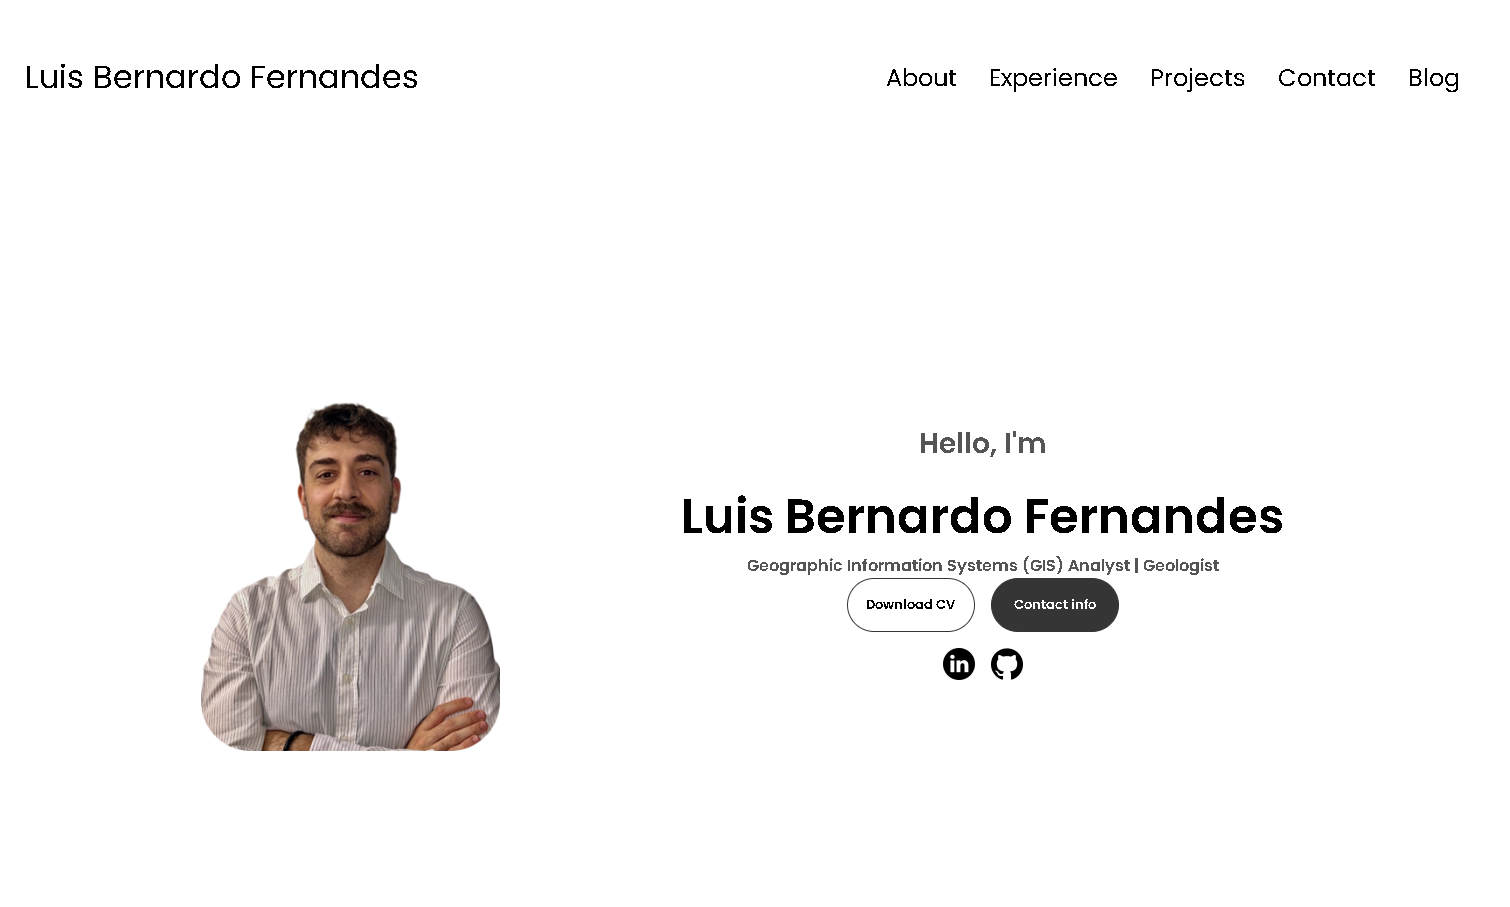 Luis Bernardo Fernandes
About Experience Projects Contact Blog
Hello, I'm
Luis Bernardo Fernandes
Geographic Information Systems (GIS) Analyst | Geologist
Download CV Contact info
in